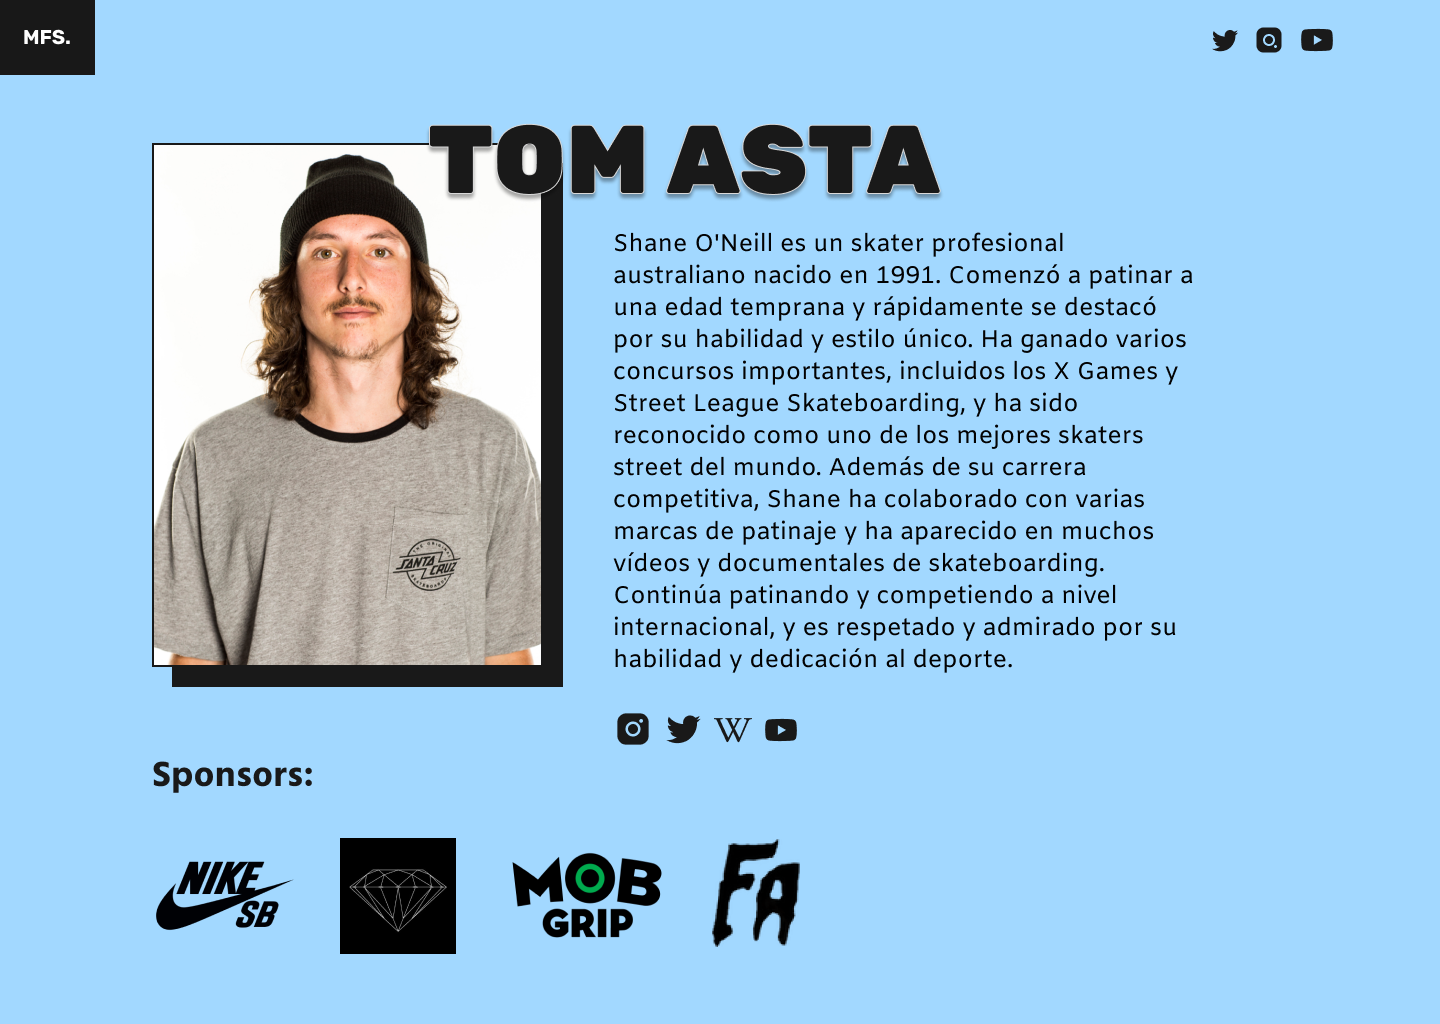 MFS.
TOM ASTA
Shane O'Neill es un skater profesional
australiano nacido en 1991. Comenzó a patinar a
una edad temprana y rápidamente se destacó
por su habilidad y estilo único. Ha ganado varios
concursos importantes, incluidos los X Games y
Street League Skateboarding, y ha sido
reconocido como uno de los mejores skaters
street del mundo. Además de su carrera
competitiva, Shane ha colaborado con varias
marcas de patinaje y ha aparecido en muchos
vídeos y documentales de skateboarding.
Continúa patinando y competiendo a nivel
internacional, y es respetado y admirado por su
habilidad y dedicación al deporte.
THE ORIGINAL
SANTA CRUZ
SKATEBOARDS
W
Sponsors:
NIKE
SB
MOB
GRIP
FA